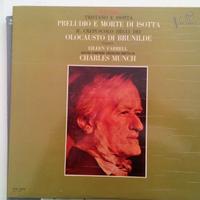 TRISTANO E ISOTTA
PRELUDIO E MORTE DI ISOTTA
IL CREPUSCOLO DEGLI DEI
OLOCAUSTO DI BRUNILDE
EILEEN FARRELL
CHARLES MUNCH